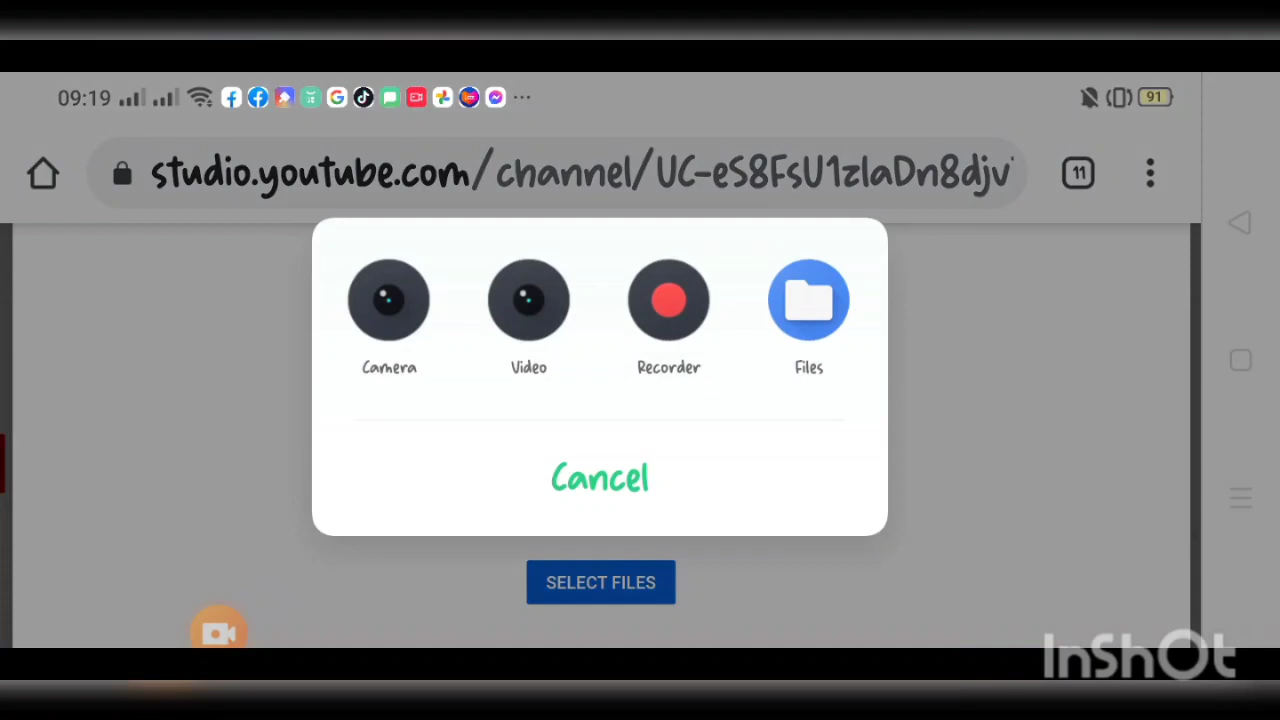 09:19
91
studio.youtube.com/channel/UC-eS8FsU1zlaDn8djv
11
Camera Video Recorder Files
Cancel
SELECT FILES
InShOt